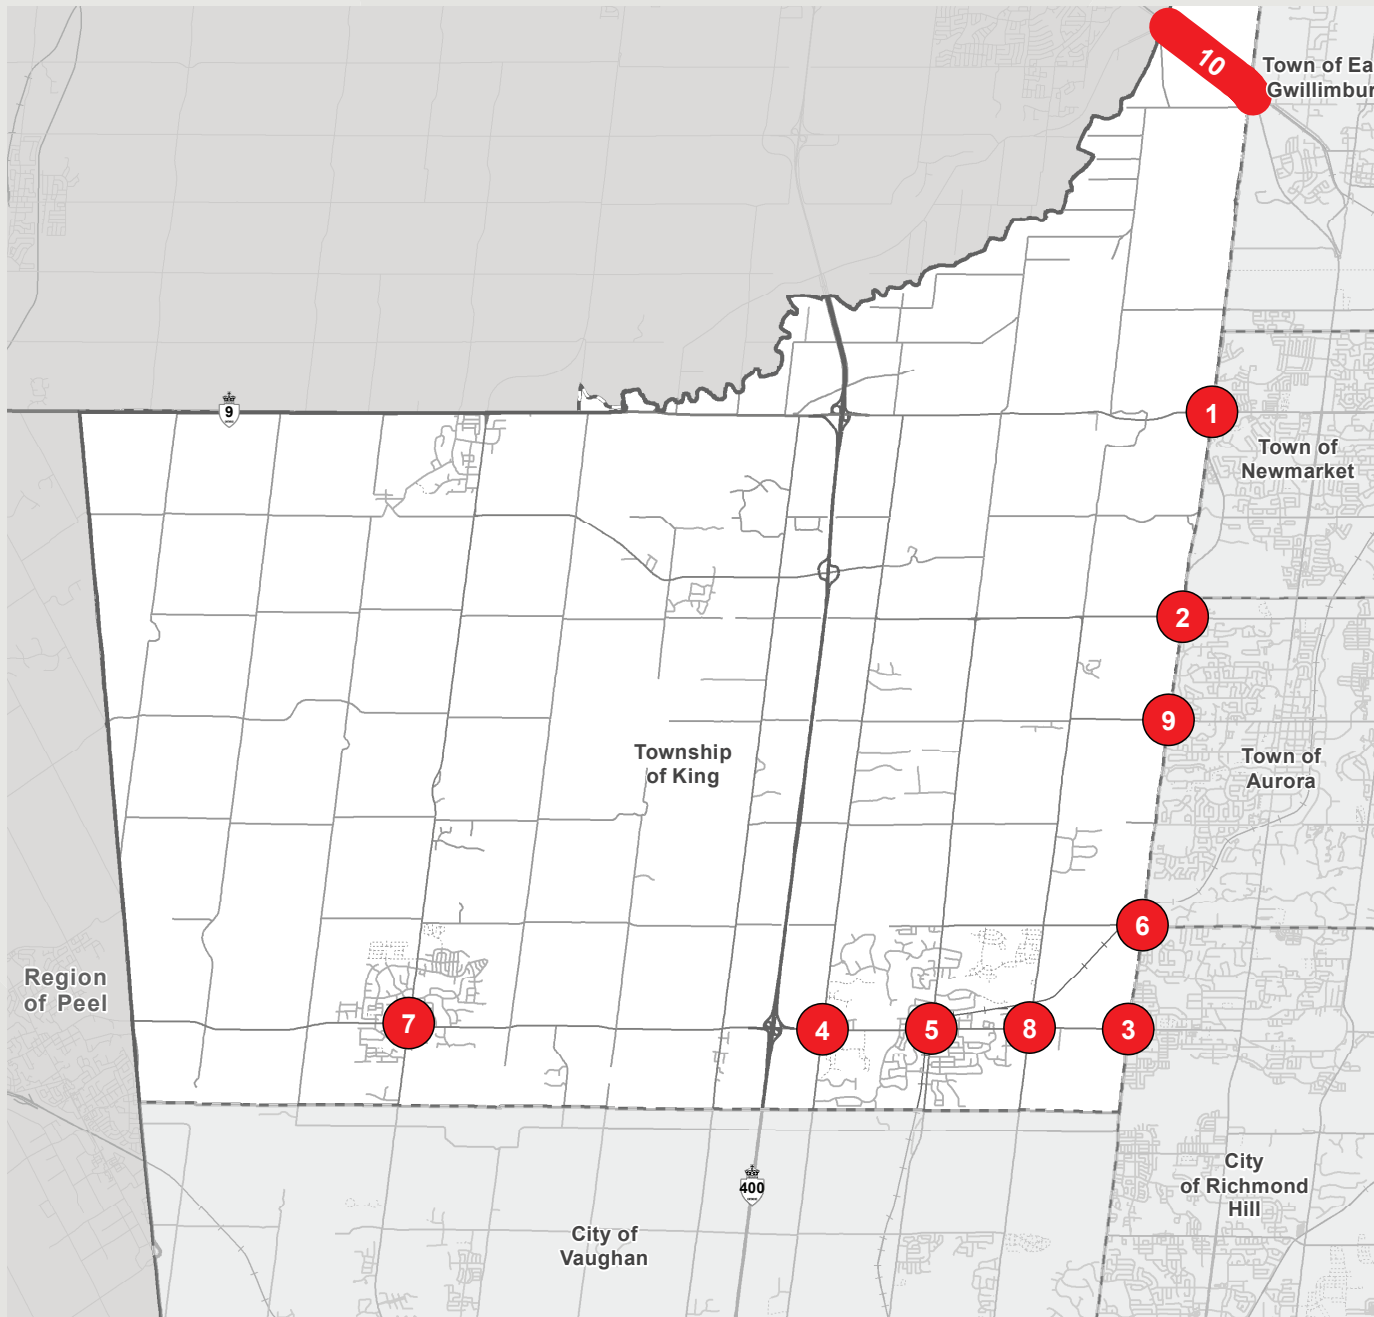 10
Town of Ea
Gwillimbur
9
1
Town of
Newmarket
2
9
Township
of King
Town of
Aurora
6
Region
of Peel
7
4
5
8
3
City
of Richmond
Hill
400
City of
Vaughan